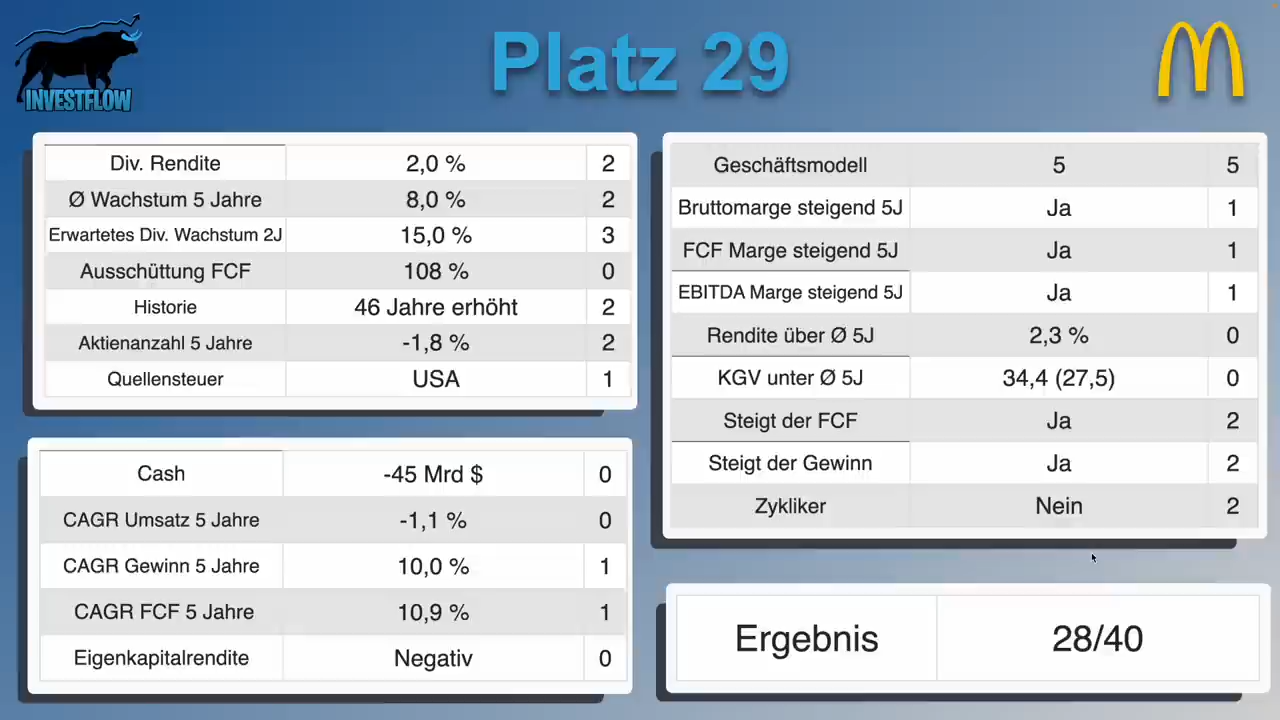 INVESTFLOW
Platz 29
Div. Rendite 2,0 % 2
Ø Wachstum 5 Jahre 8,0 % 2
Erwartetes Div. Wachstum 2J 15,0 % 3
Ausschüttung FCF 108 % 0
Historie 46 Jahre erhöht 2
Aktienanzahl 5 Jahre -1,8 % 2
Quellensteuer USA 1
Cash -45 Mrd $ 0
CAGR Umsatz 5 Jahre -1,1 % 0
CAGR Gewinn 5 Jahre 10,0 % 1
CAGR FCF 5 Jahre 10,9 % 1
Eigenkapitalrendite Negativ 0
Geschäftsmodell 5 5
Bruttomarge steigend 5J Ja 1
FCF Marge steigend 5J Ja 1
EBITDA Marge steigend 5J Ja 1
Rendite über Ø 5J 2,3 % 0
KGV unter Ø 5J 34,4 (27,5) 0
Steigt der FCF Ja 2
Steigt der Gewinn Ja 2
Zykliker Nein 2
Ergebnis 28/40